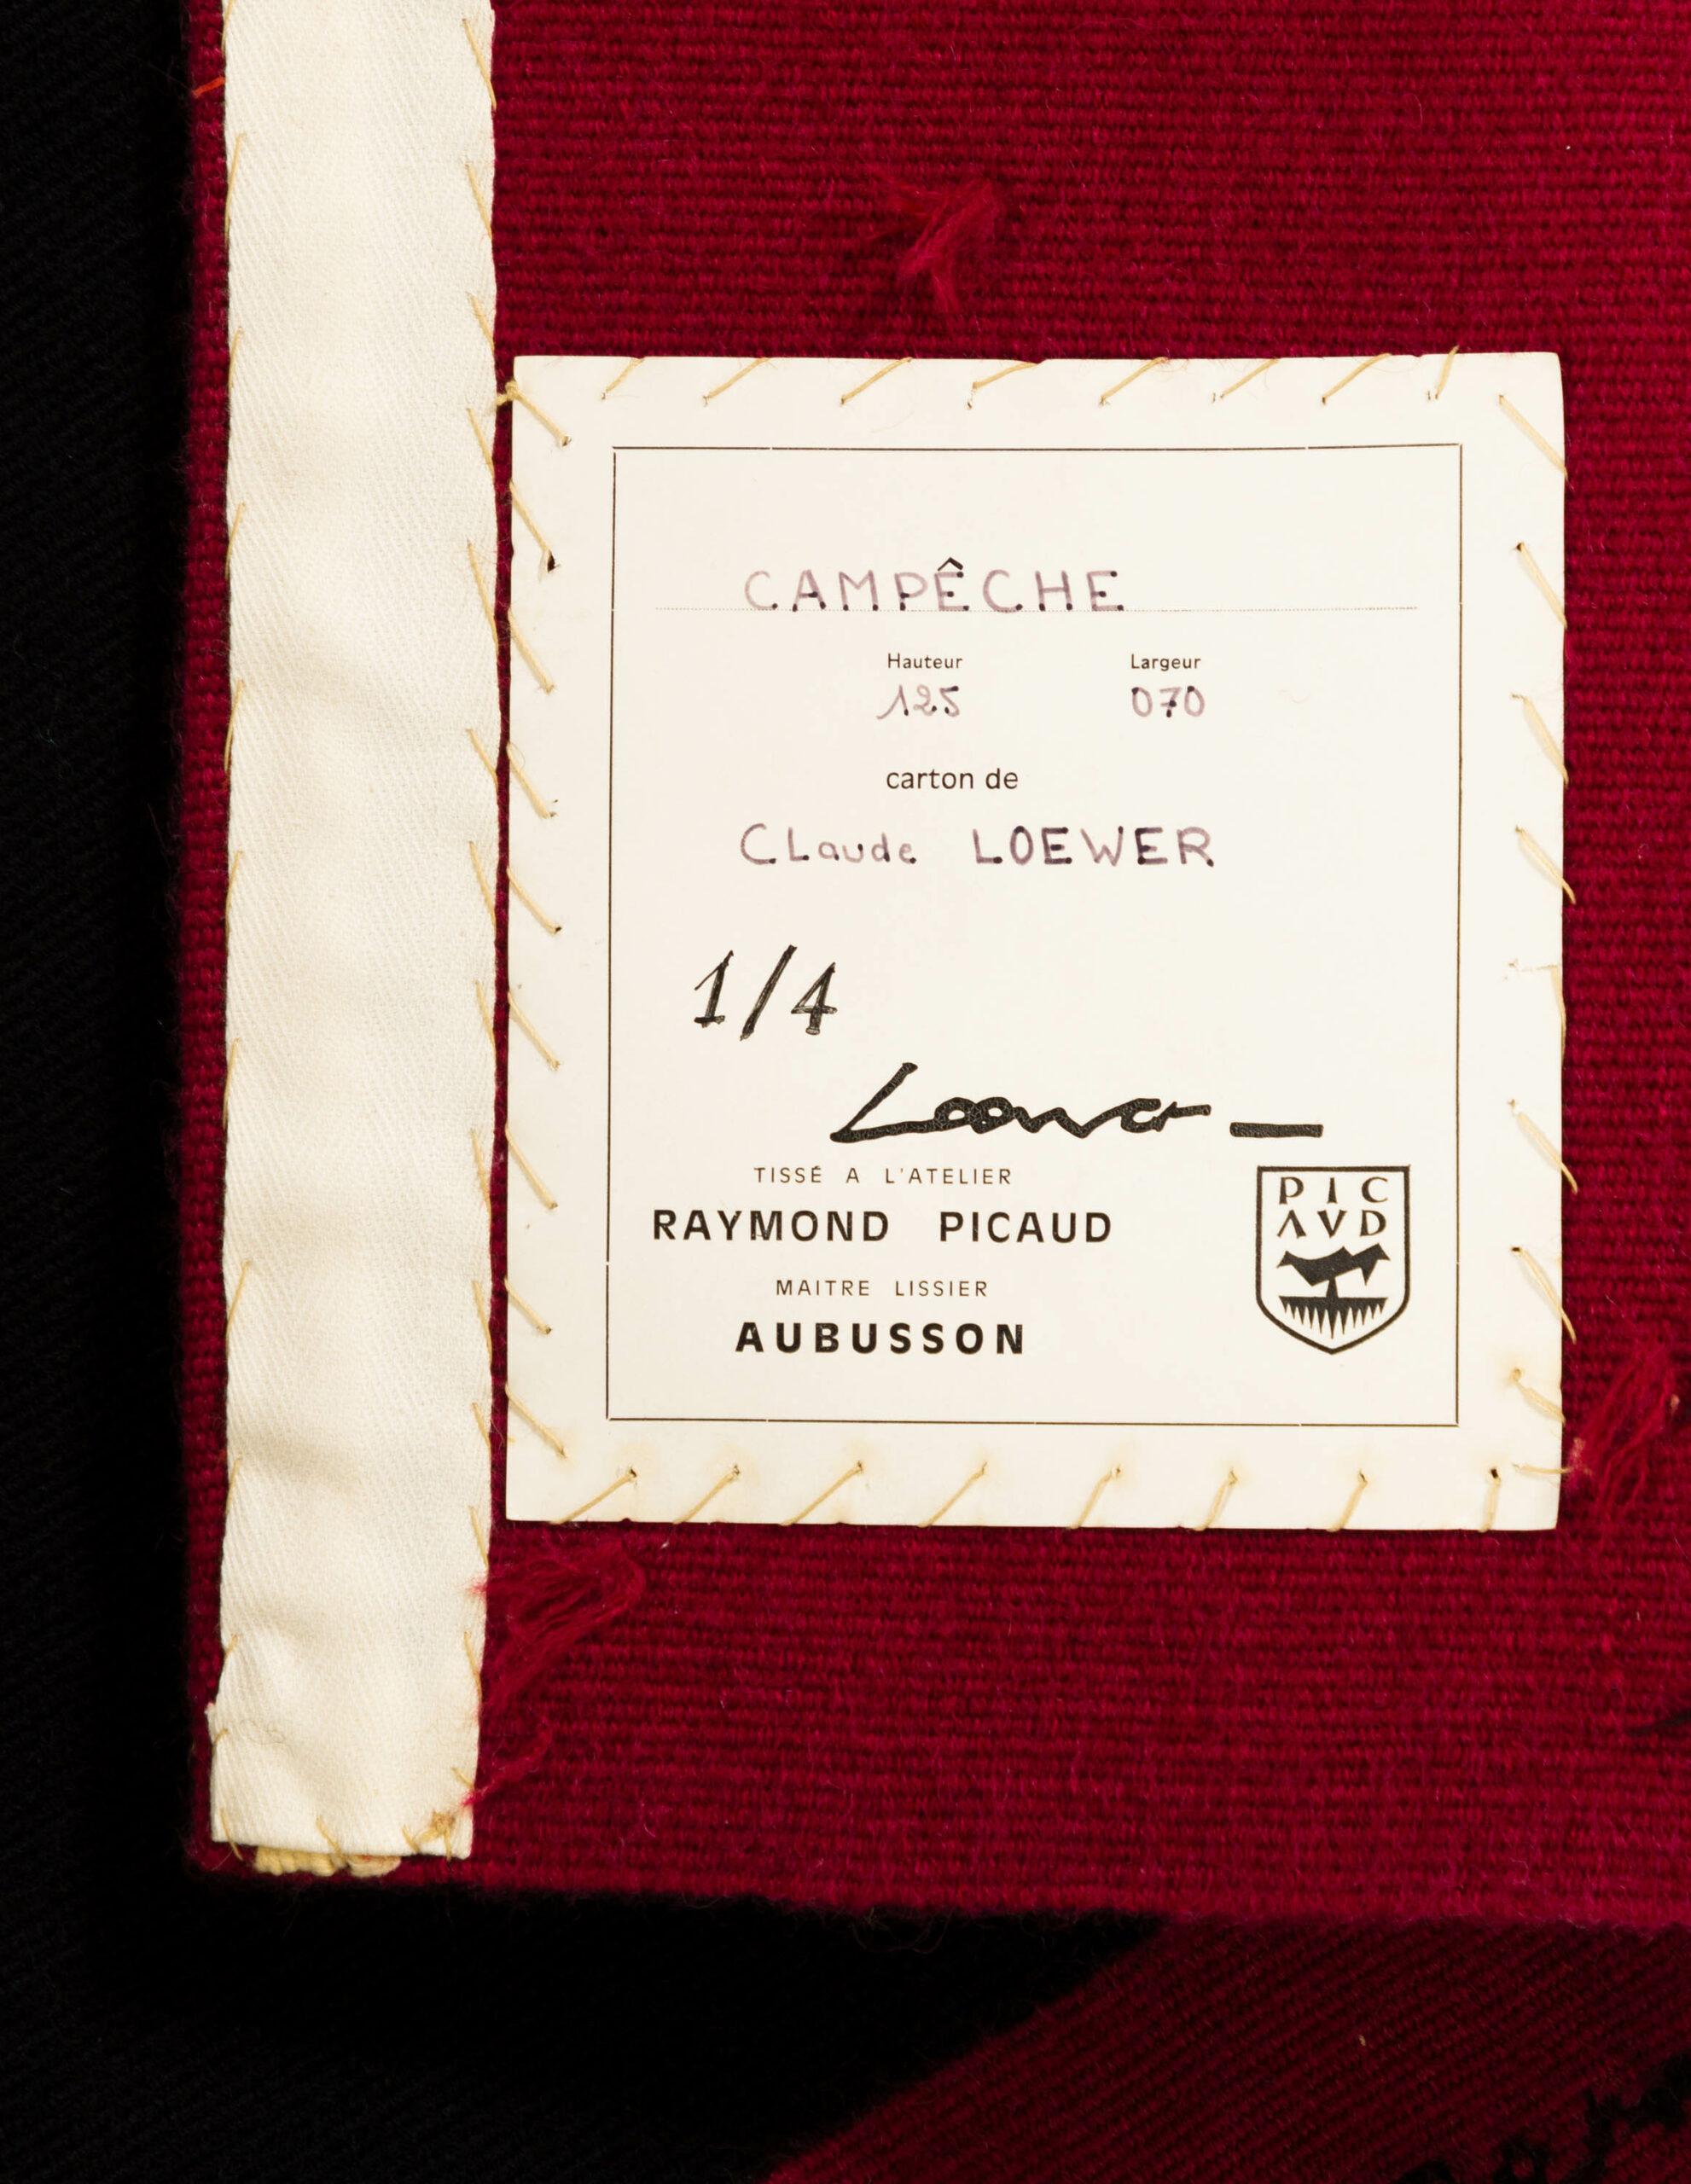 CAMPÊCHE
Hauteur Largeur
125 070
carton de
CLaude LOEWER
1/4
Loewer
TISSÉ A L'ATELIER
RAYMOND PICAUD
MAITRE LISSIER
AUBUSSON
PIC
AVD